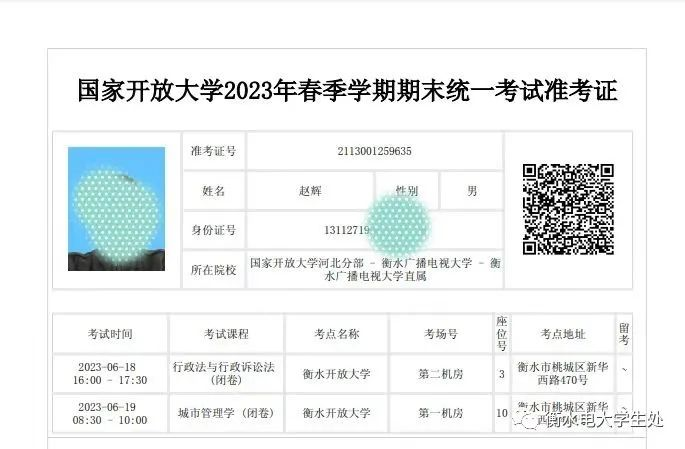 国家开放大学2023年春季学期期末统一考试准考证
准考证号 2113001259635
姓名 赵辉 性别 男
身份证号 13112719
所在院校 国家开放大学河北分部 - 衡水广播电视大学 - 衡
水广播电视大学直属
考试时间 考试课程 考点名称 考场号 座位号 考点地址 留考
2023-06-18
16:00 - 17:30
行政法与行政诉讼法
(闭卷)
衡水开放大学 第二机房 3
衡水市桃城区新华
西路470号
、
2023-06-19
08:30 - 10:00
城市管理学 (闭卷)
衡水开放大学 第一机房 10
衡水市桃城区新华
衡水电大学生处